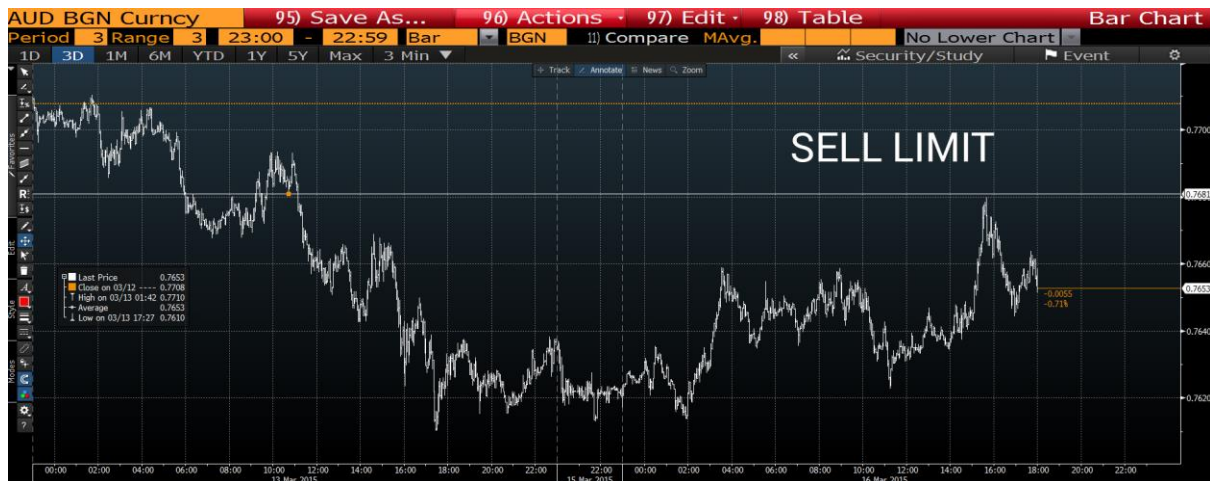 AUD BGN Curncy 95) Save As... 96) Actions 97) Edit 98) Table Bar Chart
Period 3 Range 3 23:00 - 22:59 Bar BGN 11) Compare MAvg. No Lower Chart
1D 3D 1M 6M YTD 1Y 5Y Max 3 Min ▼ « Security/Study Event
Track Annotate News Zoom
Favorites
Edit
Style
Modes
SELL LIMIT
0.7700
0.7681
0.7660
0.7653
0.7640
0.7620
-0.0055
-0.71%
Last Price 0.7653
Close on 03/12 ---- 0.7708
High on 03/13 01:42 0.7710
Average 0.7653
Low on 03/13 17:27 0.7610
00:00 02:00 04:00 06:00 08:00 10:00 12:00 14:00 16:00 18:00 20:00 22:00 22:00 00:00 02:00 04:00 06:00 08:00 10:00 12:00 14:00 16:00 18:00 20:00 22:00
13 Mar 2015 15 Mar 2015 16 Mar 2015